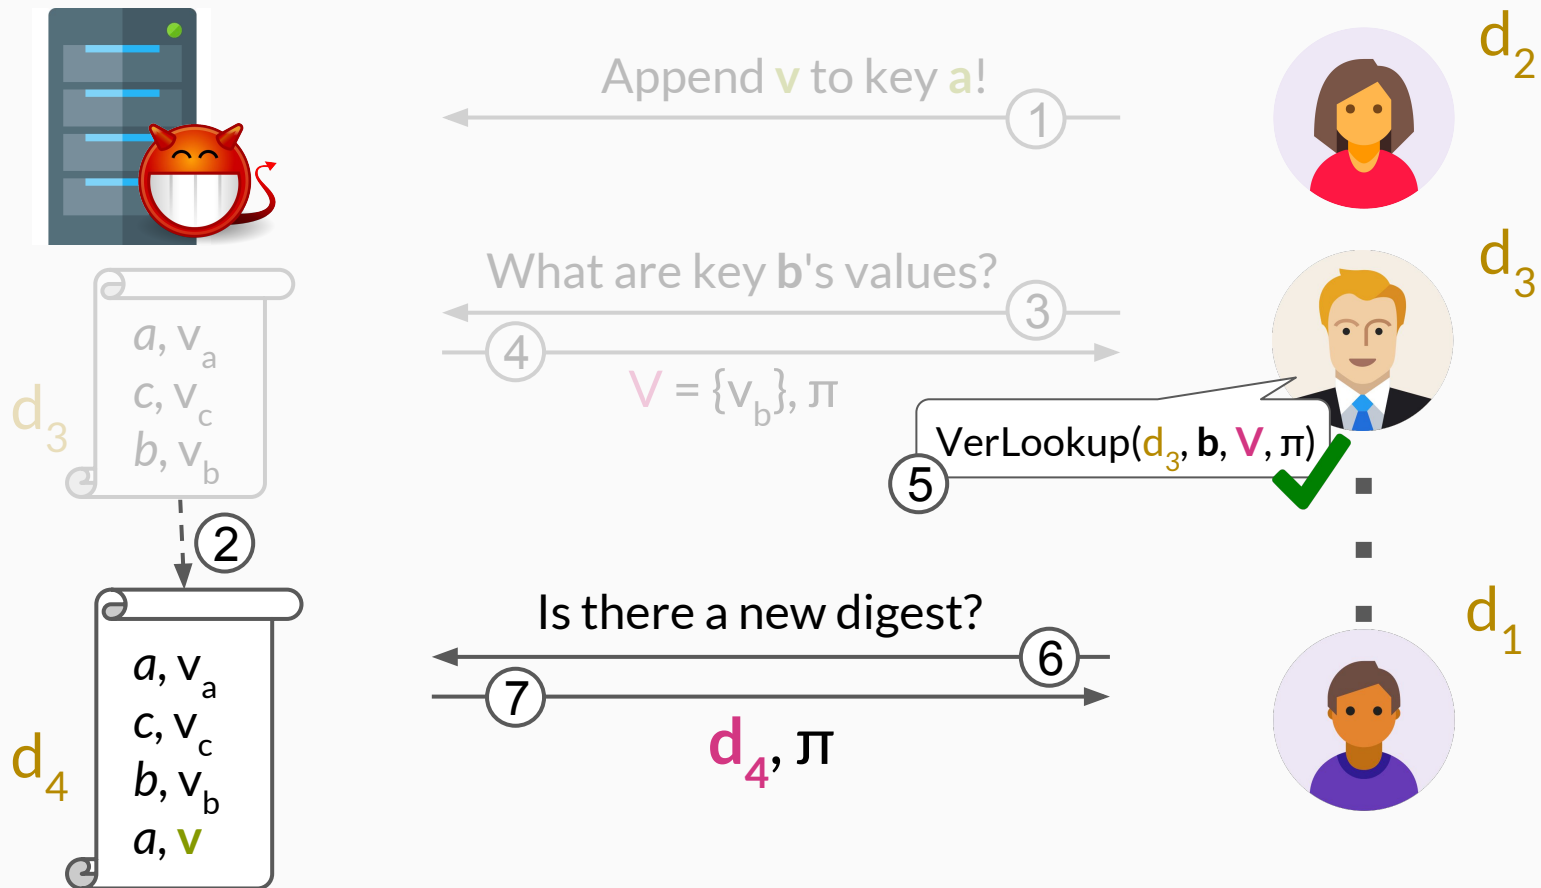 d2
Append v to key a!
1
d3
What are key b's values?
3
4
V = {vb}, π
a, va
c, vc
b, vb
d3
VerLookup(d3, b, V, π)
5
2
Is there a new digest?
6
7
d4, π
d1
a, va
c, vc
b, vb
a, v
d4